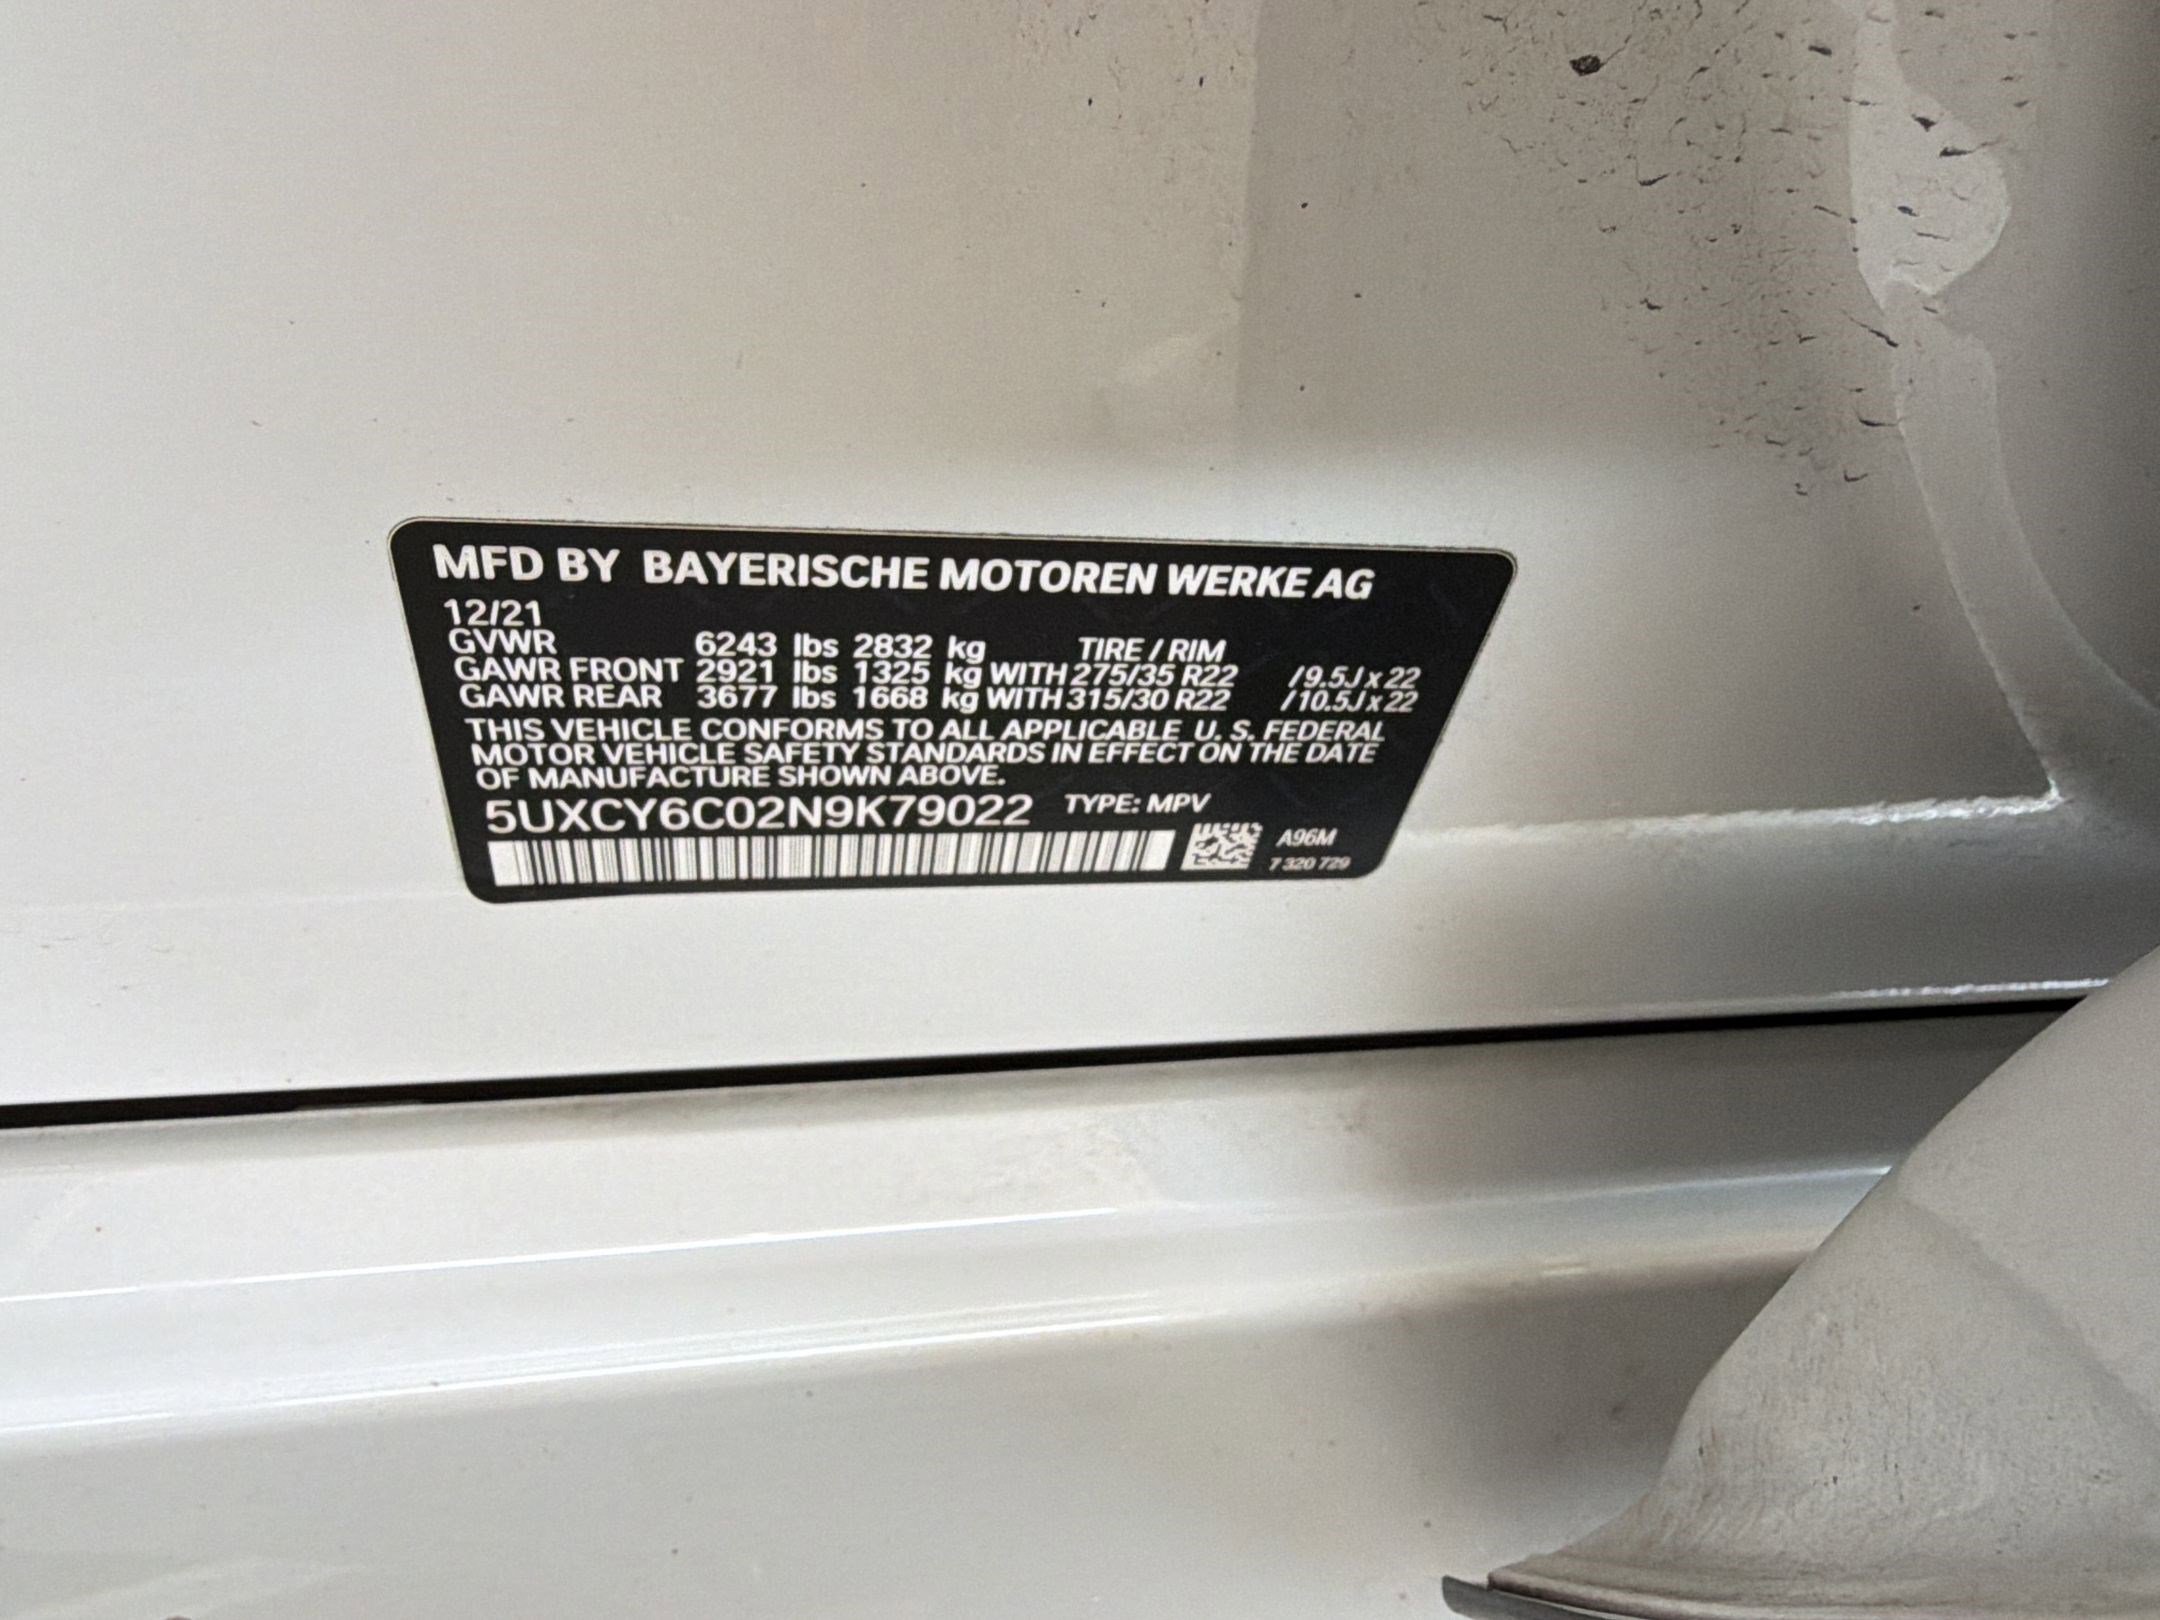 MFD BY BAYERISCHE MOTOREN WERKE AG
12/21
GVWR 6243 lbs 2832 kg TIRE / RIM
GAWR FRONT 2921 lbs 1325 kg WITH 275/35 R22 /9.5J x 22
GAWR REAR 3677 lbs 1668 kg WITH 315/30 R22 /10.5J x 22
THIS VEHICLE CONFORMS TO ALL APPLICABLE U. S. FEDERAL
MOTOR VEHICLE SAFETY STANDARDS IN EFFECT ON THE DATE
OF MANUFACTURE SHOWN ABOVE.
5UXCY6C02N9K79022 TYPE: MPV
A96M
7 320 729